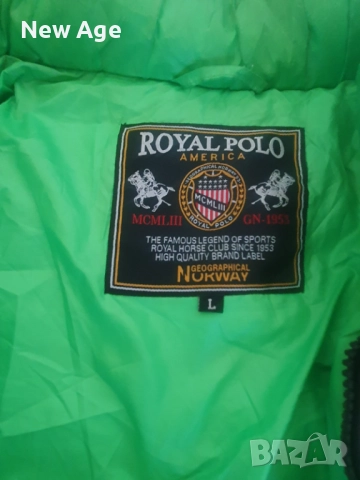 New Age
ROYAL POLO
AMERICA
MCMLIII
ROYAL POLO
MCMLIII GN-1953
THE FAMOUS LEGEND OF SPORTS
ROYAL HORSE CLUB SINCE 1953
HIGH QUALITY BRAND LABEL
GEOGRAPHICAL
NORWAY
L
BAZAR